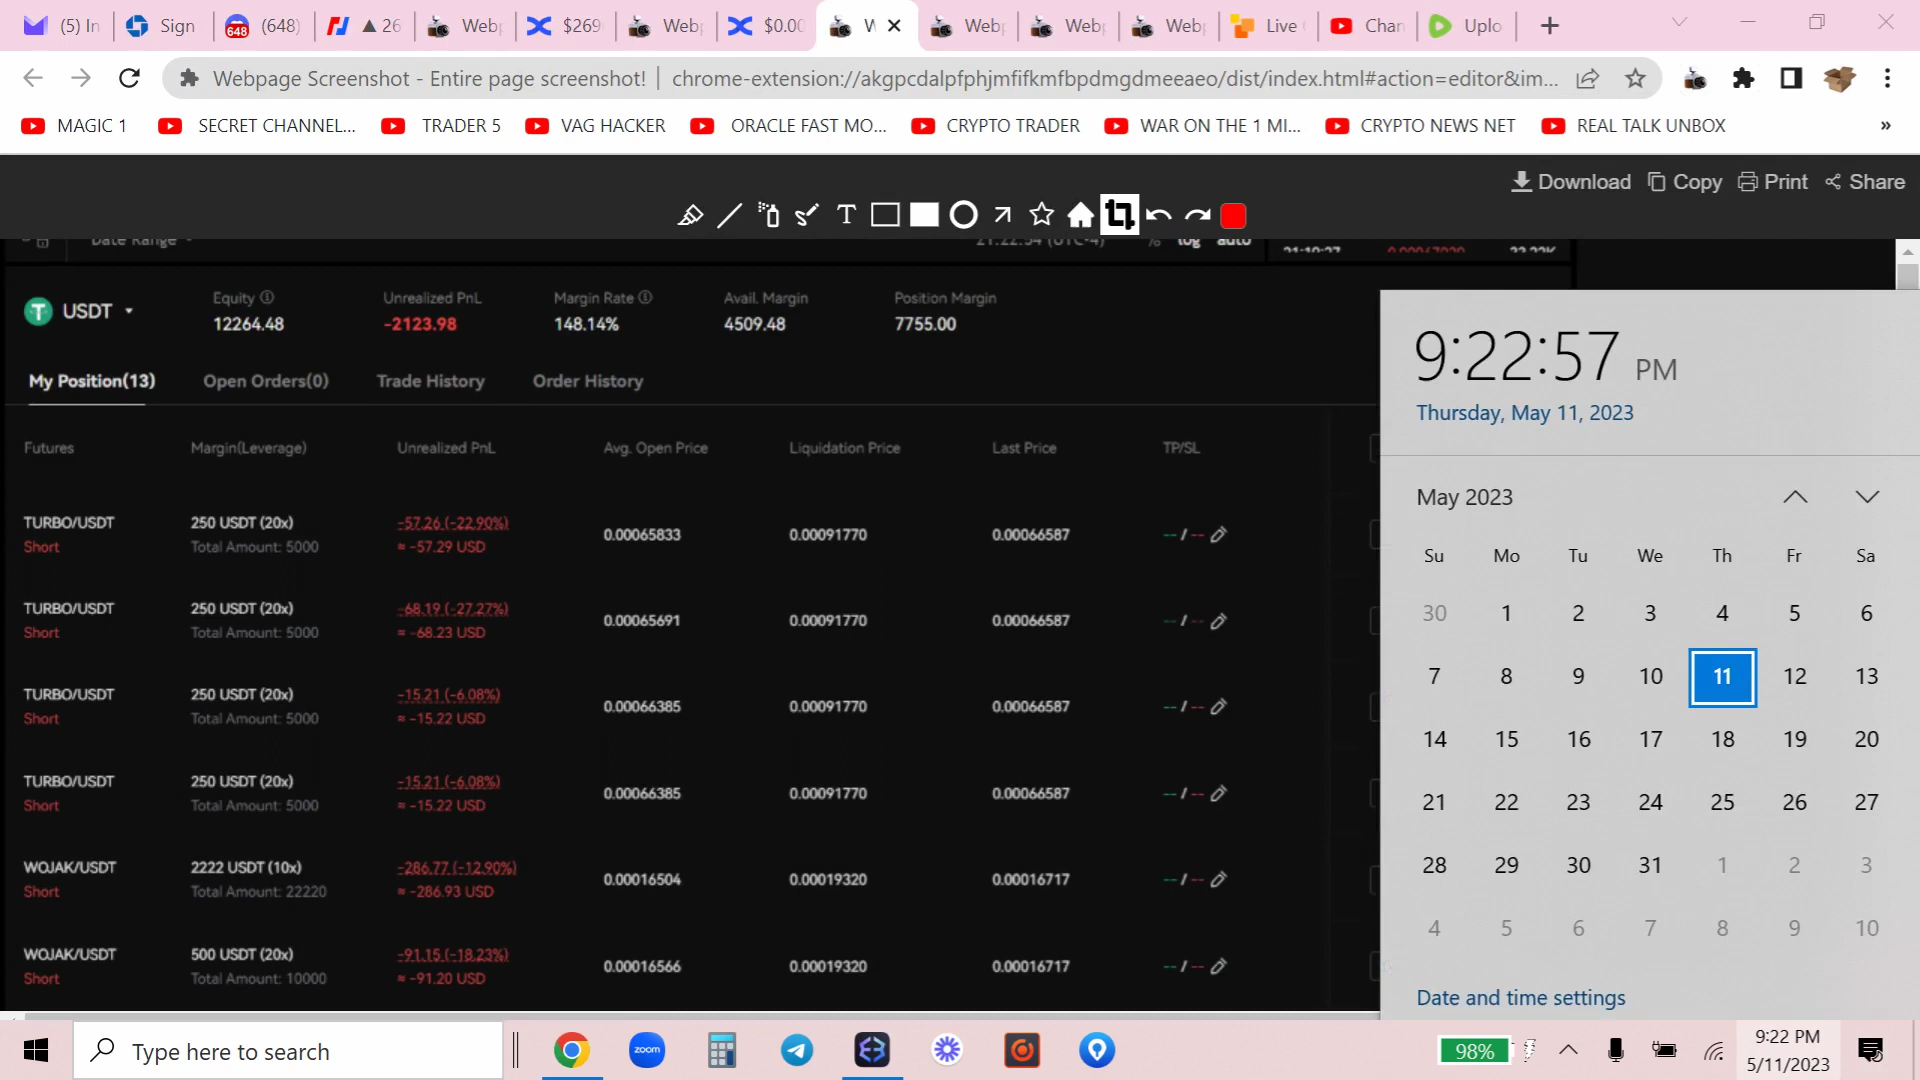 (5) In
Sign
(648)
▲ 26
Webp
$269
Webp
$0.00
W
Webp
Webp
Webp
Live
Chan
Uplo
Webpage Screenshot - Entire page screenshot! | chrome-extension://akgpcdalpfphjmfifkmfbpdmgdmeeaeo/dist/index.html#action=editor&im...
MAGIC 1
SECRET CHANNEL...
TRADER 5
VAG HACKER
ORACLE FAST MO...
CRYPTO TRADER
WAR ON THE 1 MI...
CRYPTO NEWS NET
REAL TALK UNBOX
»
Download Copy Print Share
T
Date Range
% log auto
USDT
Equity
12264.48
Unrealized PnL
-2123.98
Margin Rate
148.14%
Avail. Margin
4509.48
Position Margin
7755.00
My Position(13) Open Orders(0) Trade History Order History
Futures Margin(Leverage) Unrealized PnL Avg. Open Price Liquidation Price Last Price TP/SL
TURBO/USDT 250 USDT (20x) -57.26 (-22.90%) 0.00065833 0.00091770 0.00066587 -- / --
Short Total Amount: 5000 ≈ -57.29 USD
TURBO/USDT 250 USDT (20x) -68.19 (-27.27%) 0.00065691 0.00091770 0.00066587 -- / --
Short Total Amount: 5000 ≈ -68.23 USD
TURBO/USDT 250 USDT (20x) -15.21 (-6.08%) 0.00066385 0.00091770 0.00066587 -- / --
Short Total Amount: 5000 ≈ -15.22 USD
TURBO/USDT 250 USDT (20x) -15.21 (-6.08%) 0.00066385 0.00091770 0.00066587 -- / --
Short Total Amount: 5000 ≈ -15.22 USD
WOJAK/USDT 2222 USDT (10x) -286.77 (-12.90%) 0.00016504 0.00019320 0.00016717 -- / --
Short Total Amount: 22220 ≈ -286.93 USD
WOJAK/USDT 500 USDT (20x) -91.15 (-18.23%) 0.00016566 0.00019320 0.00016717 -- / --
Short Total Amount: 10000 ≈ -91.20 USD
9:22:57 PM
Thursday, May 11, 2023
May 2023
Su Mo Tu We Th Fr Sa
30 1 2 3 4 5 6
7 8 9 10 11 12 13
14 15 16 17 18 19 20
21 22 23 24 25 26 27
28 29 30 31 1 2 3
4 5 6 7 8 9 10
Date and time settings
Type here to search
zoom
98%
9:22 PM
5/11/2023